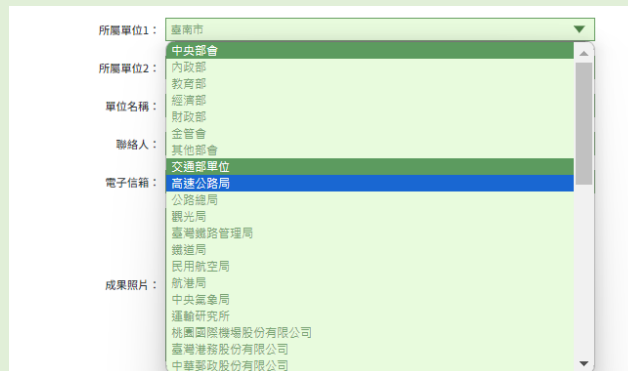 所屬單位1：
臺南市
中央部會
所屬單位2：
內政部
教育部
單位名稱：
經濟部
財政部
金管會
聯絡人：
其他部會
交通部單位
電子信箱：
高速公路局
公路總局
觀光局
臺灣鐵路管理局
鐵道局
民用航空局
成果照片：
航港局
中央氣象局
運輸研究所
桃園國際機場股份有限公司
臺灣港務股份有限公司
中華郵政股份有限公司